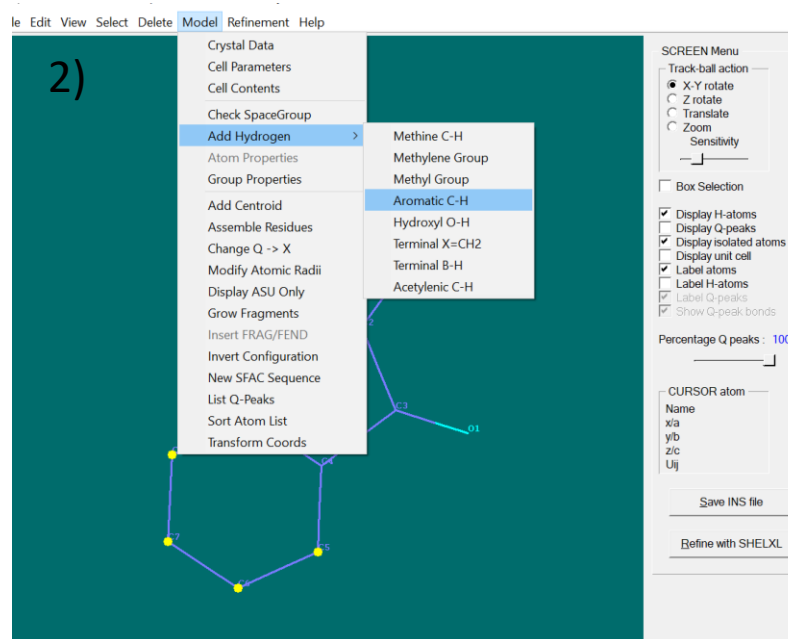 le Edit View Select Delete Model Refinement Help
2)
Crystal Data
Cell Parameters
Cell Contents
Check SpaceGroup
Add Hydrogen >
Atom Properties
Group Properties
Add Centroid
Assemble Residues
Change Q -> X
Modify Atomic Radii
Display ASU Only
Grow Fragments
Insert FRAG/FEND
Invert Configuration
New SFAC Sequence
List Q-Peaks
Sort Atom List
Transform Coords
Methine C-H
Methylene Group
Methyl Group
Aromatic C-H
Hydroxyl O-H
Terminal X=CH2
Terminal B-H
Acetylenic C-H
C3
O1
C4
C5
C6
C7
SCREEN Menu
Track-ball action
X-Y rotate
Z rotate
Translate
Zoom
Sensitivity
Box Selection
Display H-atoms
Display Q-peaks
Display isolated atoms
Display unit cell
Label atoms
Label H-atoms
Label Q-peaks
Show Q-peak bonds
Percentage Q peaks : 100
CURSOR atom
Name
x/a
y/b
z/c
Uij
Save INS file
Refine with SHELXL